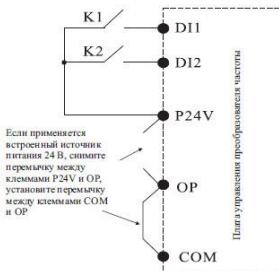 K1
DI1
K2
DI2
P24V
Если применяется
встроенный источник
питания 24 В, снимите
перемычку между
клеммами P24V и OP,
установите перемычку
между клеммами COM
и OP
OP
COM
Плата управления преобразователя частоты